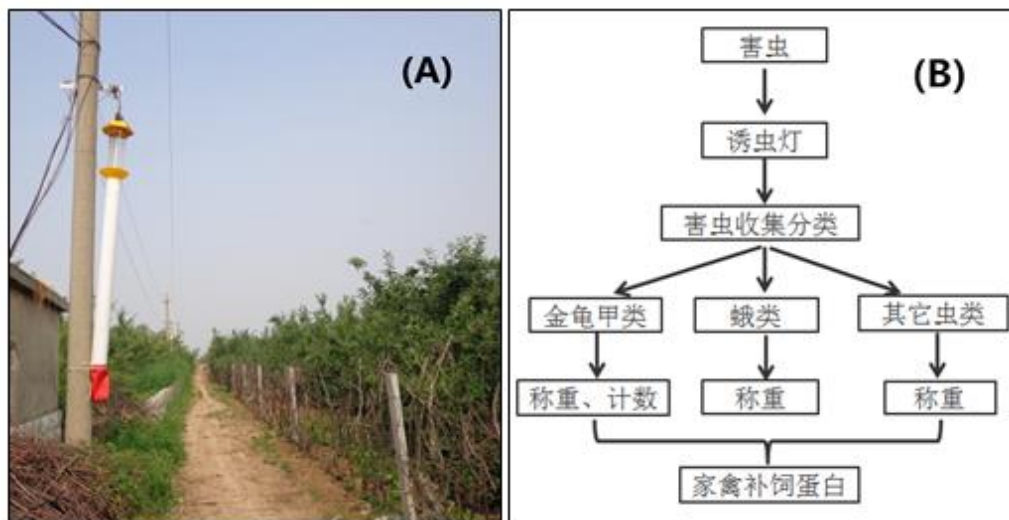 (A)
(B)
害虫
诱虫灯
害虫收集分类
金龟甲类
蛾类
其它虫类
称重、计数
称重
称重
家禽补饲蛋白